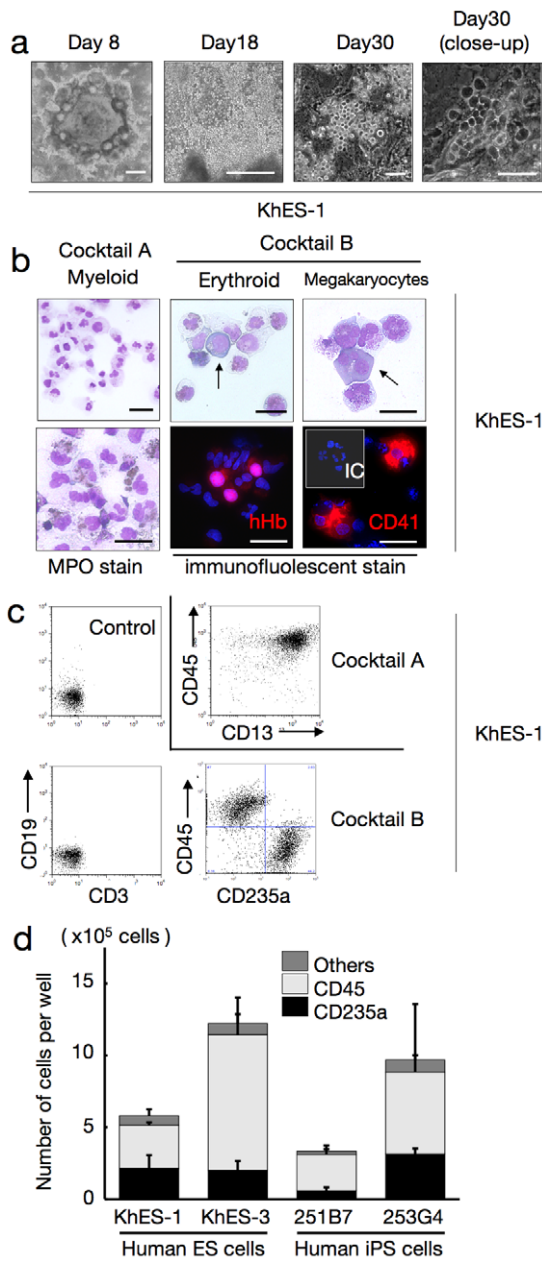 a
Day 8
Day18
Day30
Day30
(close-up)
KhES-1
b
Cocktail A
Myeloid
Cocktail B
Erythroid
Megakaryocytes
hHb
IC
CD41
MPO stain
immunofluolescent stain
KhES-1
c
Control
CD45
CD13
Cocktail A
CD19
CD3
CD45
CD235a
Cocktail B
KhES-1
d
(x10⁵ cells)
Number of cells per well
15
10
5
0
Others
CD45
CD235a
KhES-1
KhES-3
251B7
253G4
Human ES cells
Human iPS cells